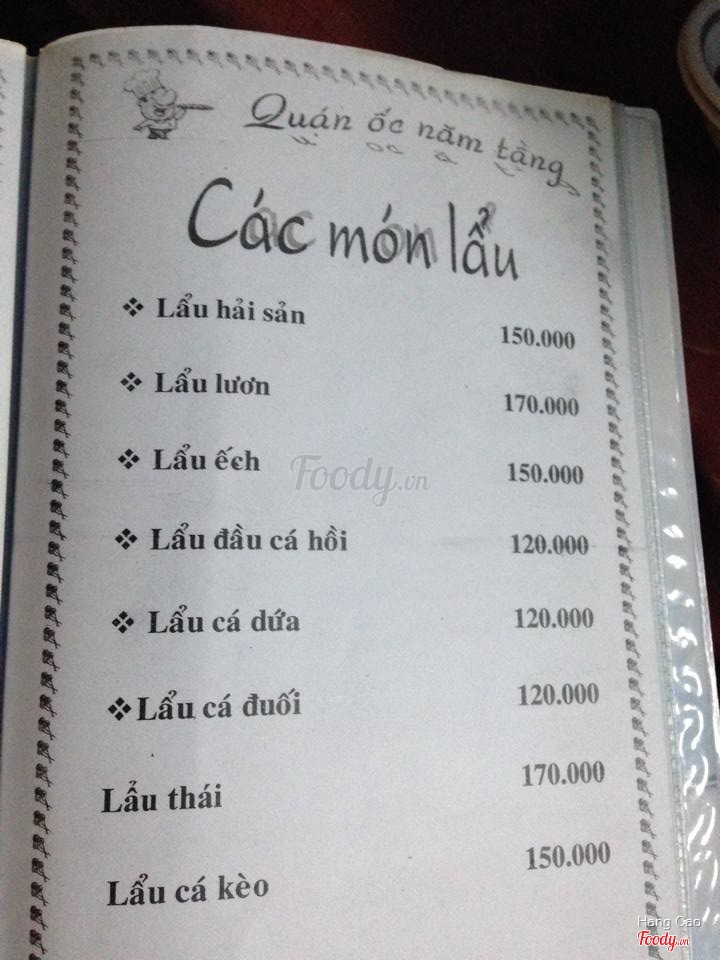 Quán ốc năm tầng
Các món lẩu
❖ Lẩu hải sản 150.000
❖ Lẩu lươn 170.000
❖ Lẩu ếch 150.000
Foody.vn
❖ Lẩu đầu cá hồi 120.000
❖ Lẩu cá dứa 120.000
❖ Lẩu cá đuối 120.000
Lẩu thái 170.000
Lẩu cá kèo 150.000
Hang Cao
Foody.vn